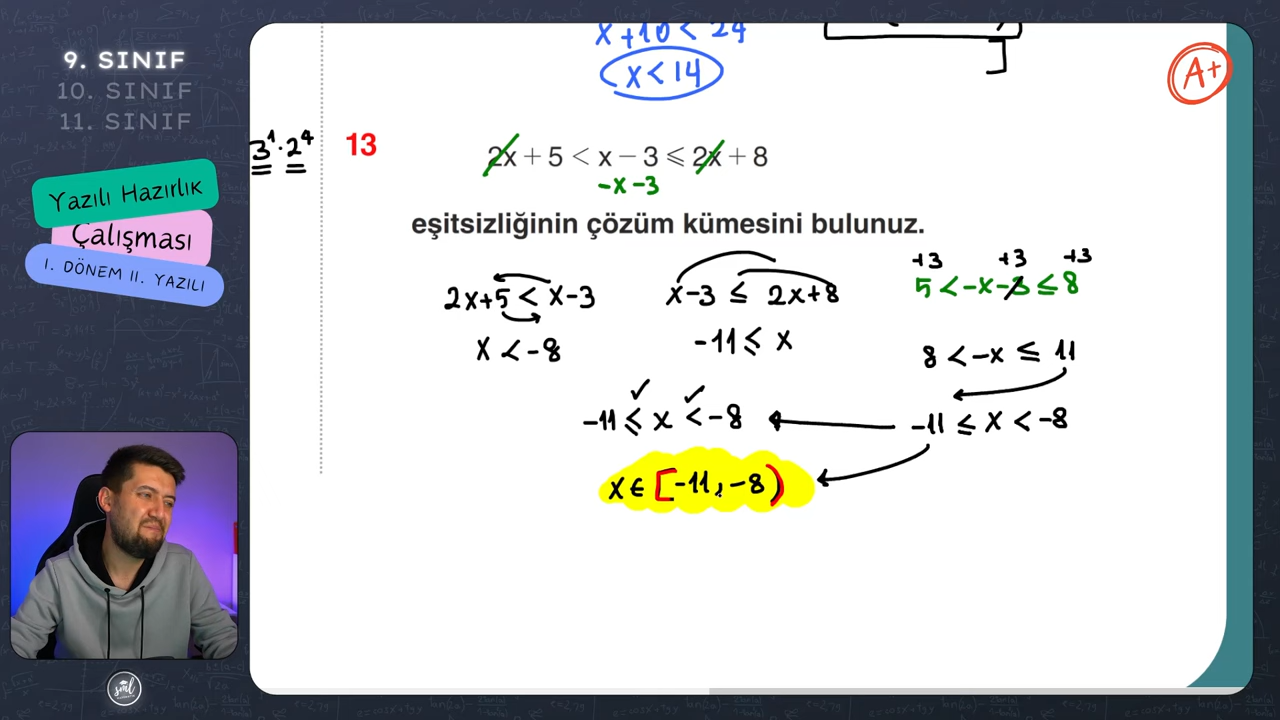 9. SINIF
10. SINIF
11. SINIF
Yazılı Hazırlık
Çalışması
1. DÖNEM II. YAZILI
sml
x+10 < 24
x < 14
A+
3¹·2⁴
13
2x + 5 < x − 3 ⩽ 2x + 8
-x-3
eşitsizliğinin çözüm kümesini bulunuz.
2x+5 < x-3
x < -8
x-3 ≤ 2x+8
-11 ≤ x
+3 +3 +3
5 < -x-3 ≤ 8
8 < -x ≤ 11
-11 ≤ x < -8
-11 ≤ x < -8
x ∈ [-11, -8)